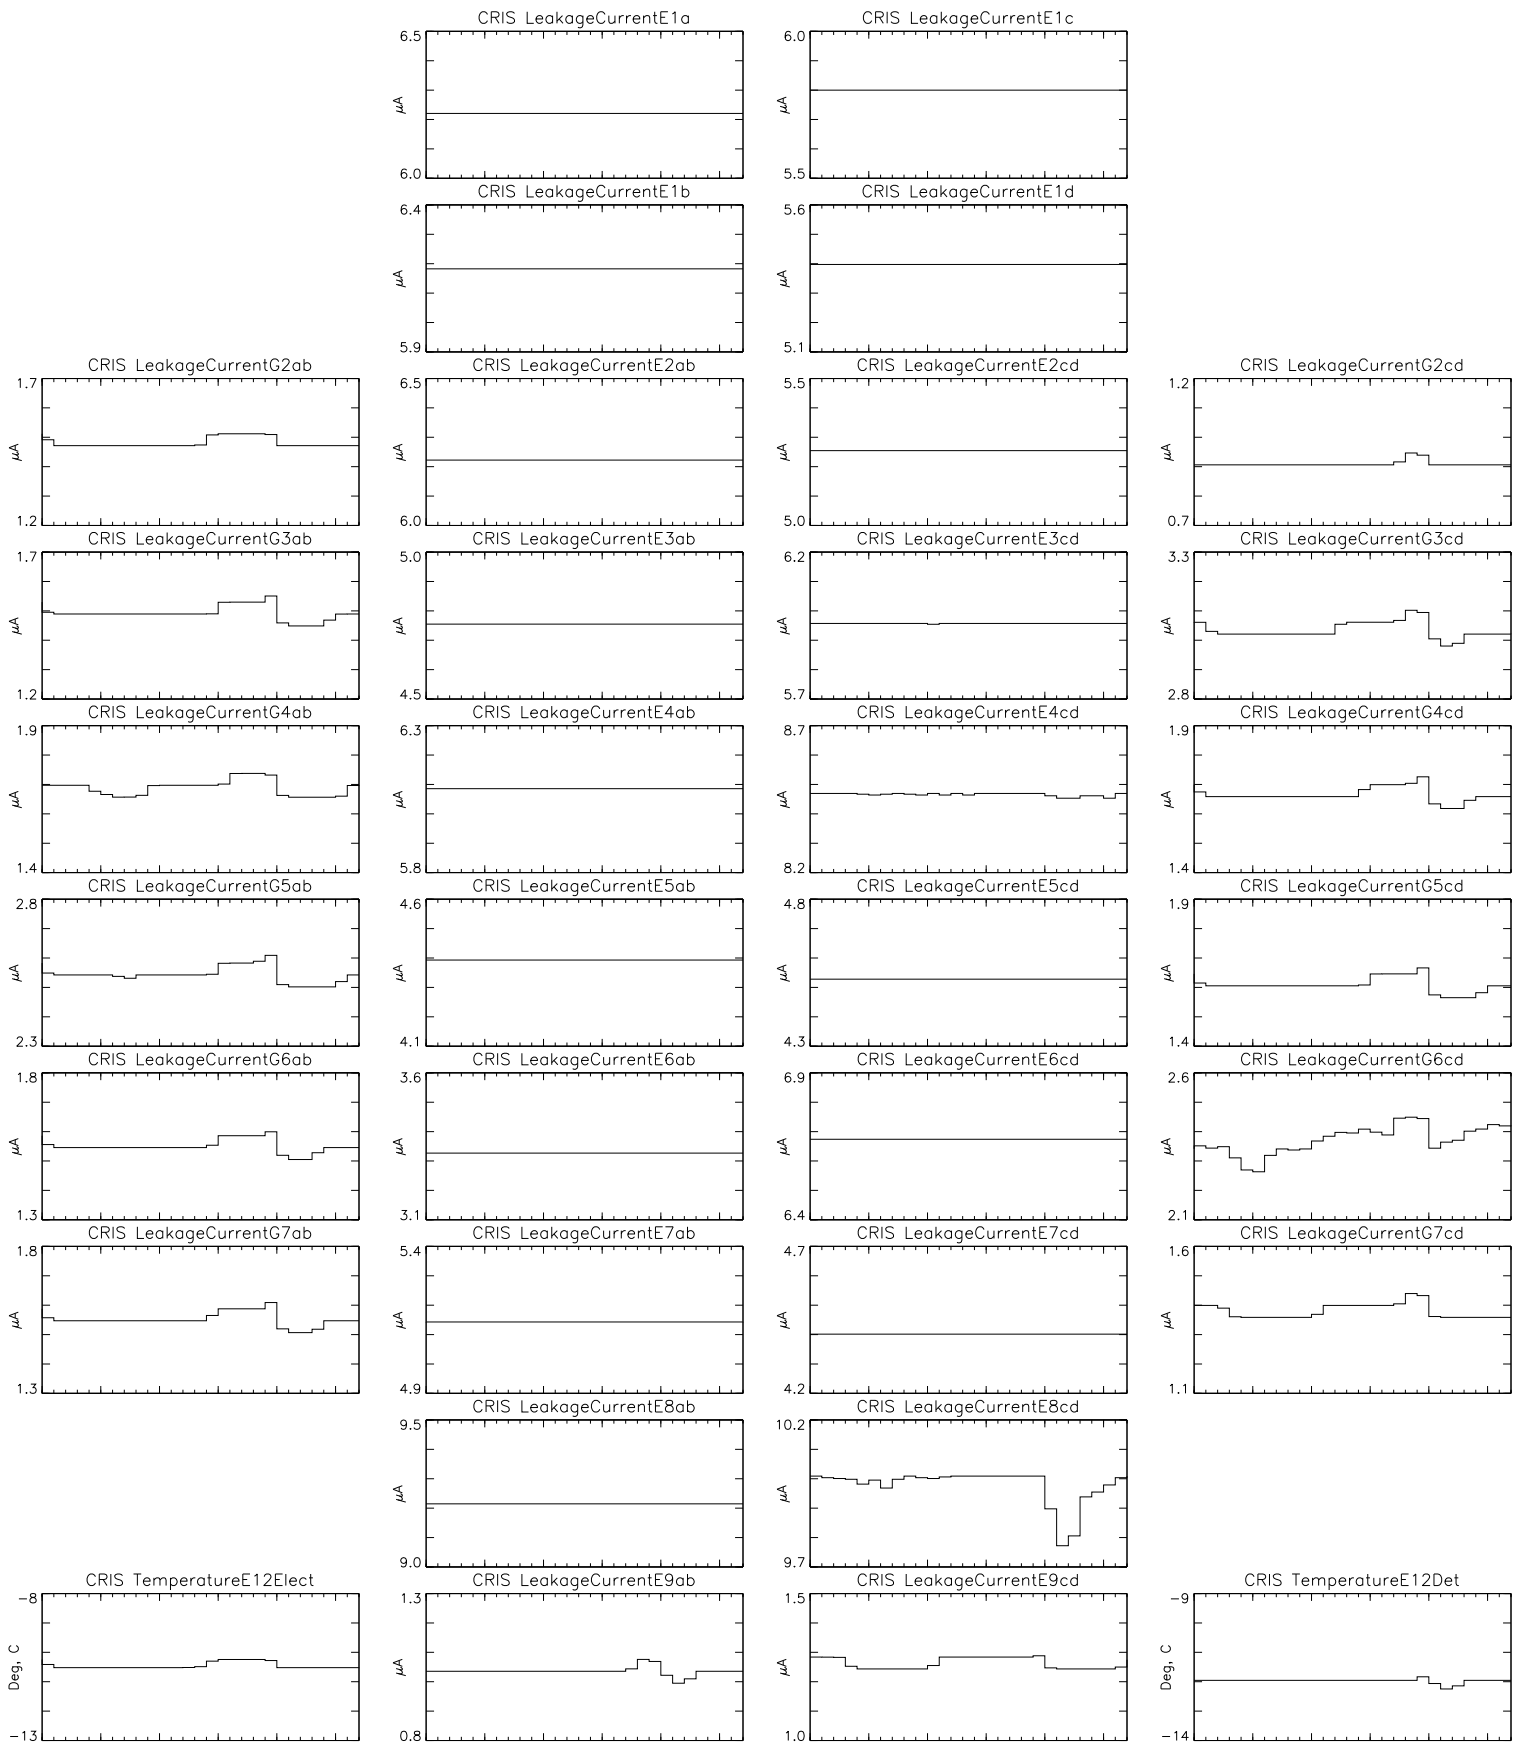 CRIS LeakageCurrentE1a
6.5
μA
6.0
CRIS LeakageCurrentE1c
6.0
μA
5.5
CRIS LeakageCurrentE1b
6.4
μA
5.9
CRIS LeakageCurrentE1d
5.6
μA
5.1
CRIS LeakageCurrentG2ab
1.7
μA
1.2
CRIS LeakageCurrentE2ab
6.5
μA
6.0
CRIS LeakageCurrentE2cd
5.5
μA
5.0
CRIS LeakageCurrentG2cd
1.2
μA
0.7
CRIS LeakageCurrentG3ab
1.7
μA
1.2
CRIS LeakageCurrentE3ab
5.0
μA
4.5
CRIS LeakageCurrentE3cd
6.2
μA
5.7
CRIS LeakageCurrentG3cd
3.3
μA
2.8
CRIS LeakageCurrentG4ab
1.9
μA
1.4
CRIS LeakageCurrentE4ab
6.3
μA
5.8
CRIS LeakageCurrentE4cd
8.7
μA
8.2
CRIS LeakageCurrentG4cd
1.9
μA
1.4
CRIS LeakageCurrentG5ab
2.8
μA
2.3
CRIS LeakageCurrentE5ab
4.6
μA
4.1
CRIS LeakageCurrentE5cd
4.8
μA
4.3
CRIS LeakageCurrentG5cd
1.9
μA
1.4
CRIS LeakageCurrentG6ab
1.8
μA
1.3
CRIS LeakageCurrentE6ab
3.6
μA
3.1
CRIS LeakageCurrentE6cd
6.9
μA
6.4
CRIS LeakageCurrentG6cd
2.6
μA
2.1
CRIS LeakageCurrentG7ab
1.8
μA
1.3
CRIS LeakageCurrentE7ab
5.4
μA
4.9
CRIS LeakageCurrentE7cd
4.7
μA
4.2
CRIS LeakageCurrentG7cd
1.6
μA
1.1
CRIS LeakageCurrentE8ab
9.5
μA
9.0
CRIS LeakageCurrentE8cd
10.2
μA
9.7
CRIS TemperatureE12Elect
−8
Deg, C
−13
CRIS LeakageCurrentE9ab
1.3
μA
0.8
CRIS LeakageCurrentE9cd
1.5
μA
1.0
CRIS TemperatureE12Det
−9
Deg, C
−14